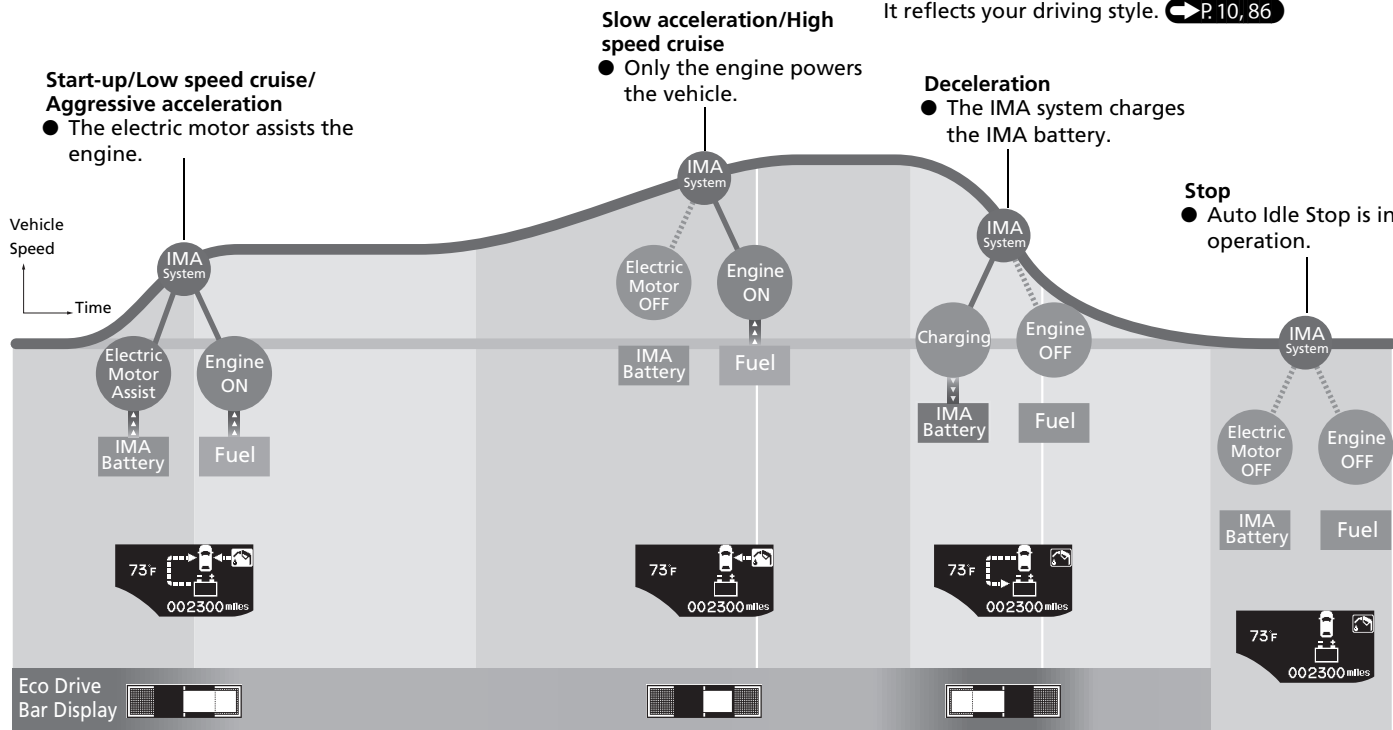 It reflects your driving style. P. 10, 86
Slow acceleration/High
speed cruise
● Only the engine powers
the vehicle.
Start-up/Low speed cruise/
Aggressive acceleration
● The electric motor assists the
engine.
Deceleration
● The IMA system charges
the IMA battery.
Stop
● Auto Idle Stop is in
operation.
Vehicle
Speed
Time
IMA
System
Electric
Motor
Assist
Engine
ON
IMA
Battery
Fuel
IMA
System
Electric
Motor
OFF
Engine
ON
IMA
Battery
Fuel
IMA
System
Charging
Engine
OFF
IMA
Battery
Fuel
IMA
System
Electric
Motor
OFF
Engine
OFF
IMA
Battery
Fuel
73°F
002300 miles
73°F
002300 miles
73°F
002300 miles
73°F
002300 miles
Eco Drive
Bar Display